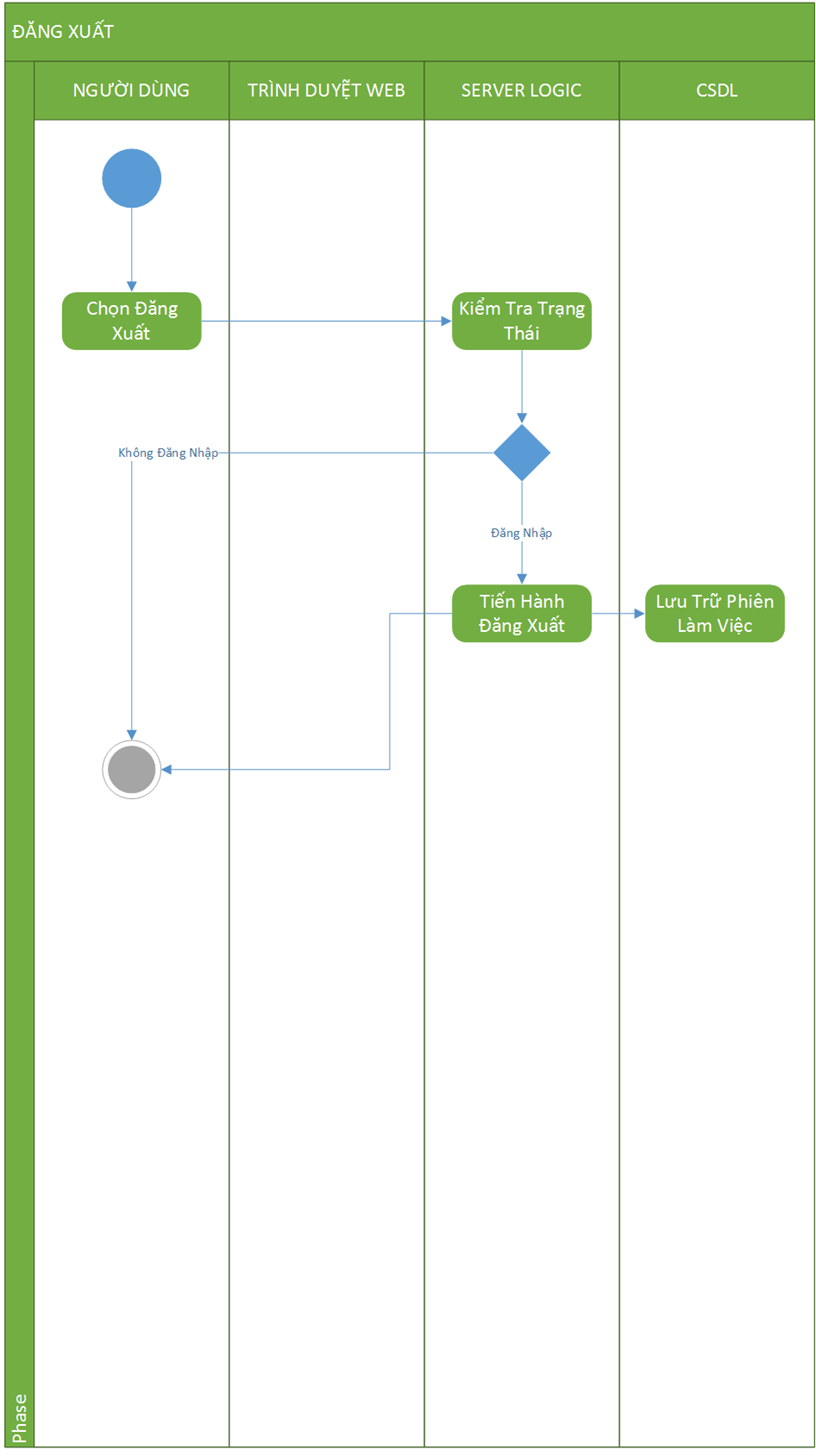 ĐĂNG XUẤT
NGƯỜI DÙNG
TRÌNH DUYỆT WEB
SERVER LOGIC
CSDL
Chọn Đăng
Xuất
Kiểm Tra Trạng
Thái
Không Đăng Nhập
Đăng Nhập
Tiến Hành
Đăng Xuất
Lưu Trữ Phiên
Làm Việc
Phase